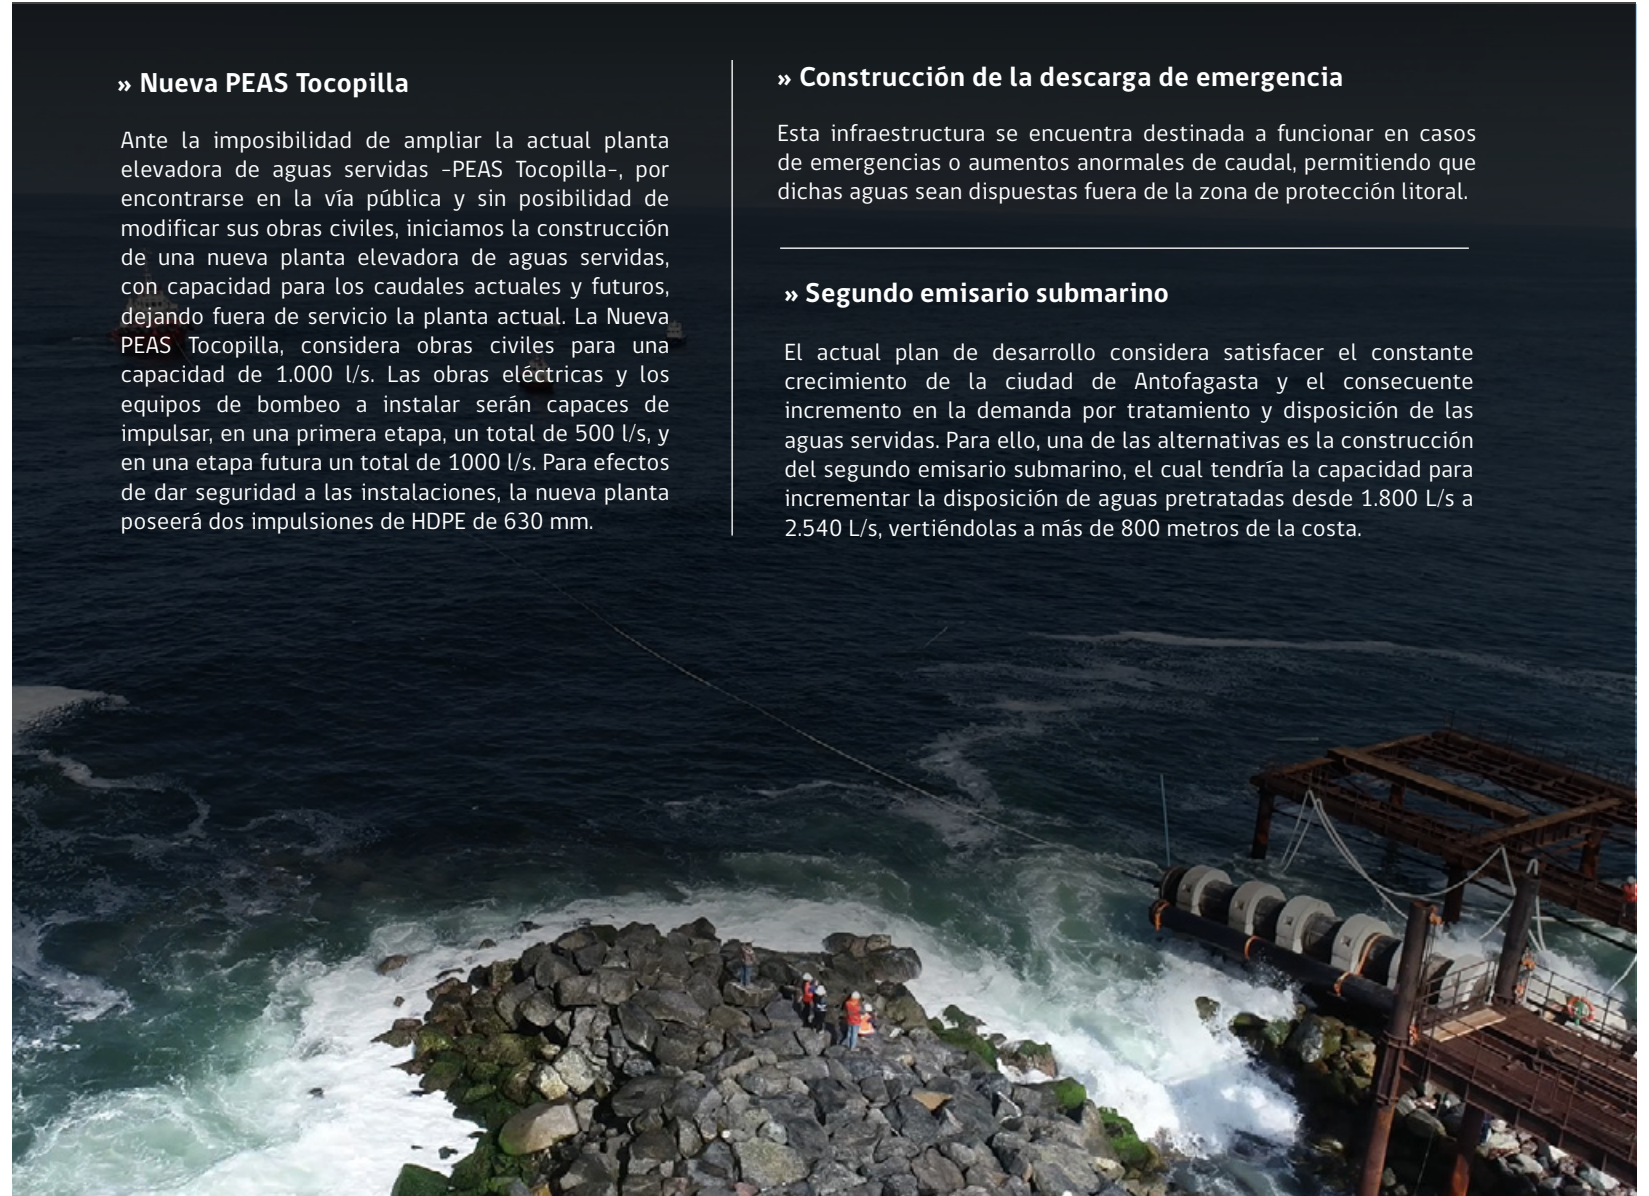 » Nueva PEAS Tocopilla
Ante la imposibilidad de ampliar la actual planta
elevadora de aguas servidas -PEAS Tocopilla-, por
encontrarse en la vía pública y sin posibilidad de
modificar sus obras civiles, iniciamos la construcción
de una nueva planta elevadora de aguas servidas,
con capacidad para los caudales actuales y futuros,
dejando fuera de servicio la planta actual. La Nueva
PEAS Tocopilla, considera obras civiles para una
capacidad de 1.000 l/s. Las obras eléctricas y los
equipos de bombeo a instalar serán capaces de
impulsar, en una primera etapa, un total de 500 l/s, y
en una etapa futura un total de 1000 l/s. Para efectos
de dar seguridad a las instalaciones, la nueva planta
poseerá dos impulsiones de HDPE de 630 mm.
» Construcción de la descarga de emergencia
Esta infraestructura se encuentra destinada a funcionar en casos
de emergencias o aumentos anormales de caudal, permitiendo que
dichas aguas sean dispuestas fuera de la zona de protección litoral.
» Segundo emisario submarino
El actual plan de desarrollo considera satisfacer el constante
crecimiento de la ciudad de Antofagasta y el consecuente
incremento en la demanda por tratamiento y disposición de las
aguas servidas. Para ello, una de las alternativas es la construcción
del segundo emisario submarino, el cual tendría la capacidad para
incrementar la disposición de aguas pretratadas desde 1.800 L/s a
2.540 L/s, vertiéndolas a más de 800 metros de la costa.